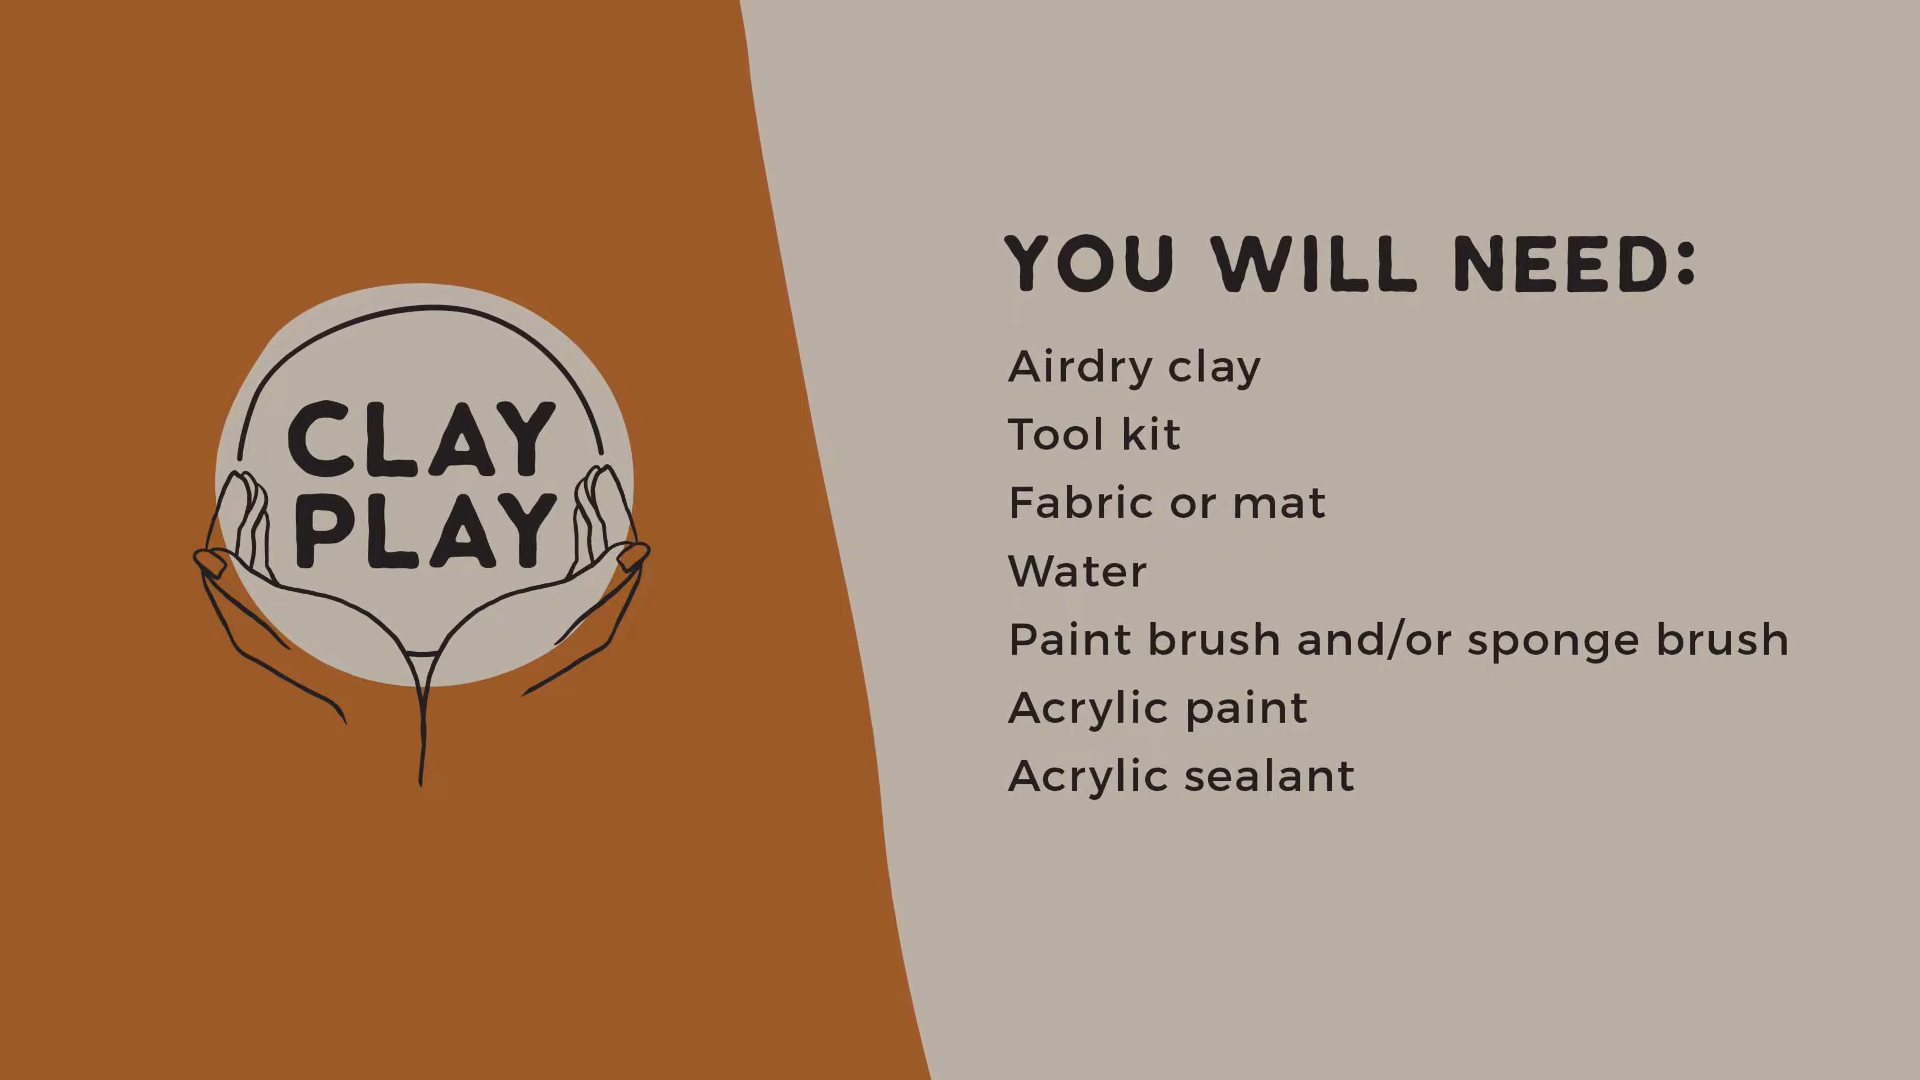 CLAY
PLAY
YOU WILL NEED:
Airdry clay
Tool kit
Fabric or mat
Water
Paint brush and/or sponge brush
Acrylic paint
Acrylic sealant